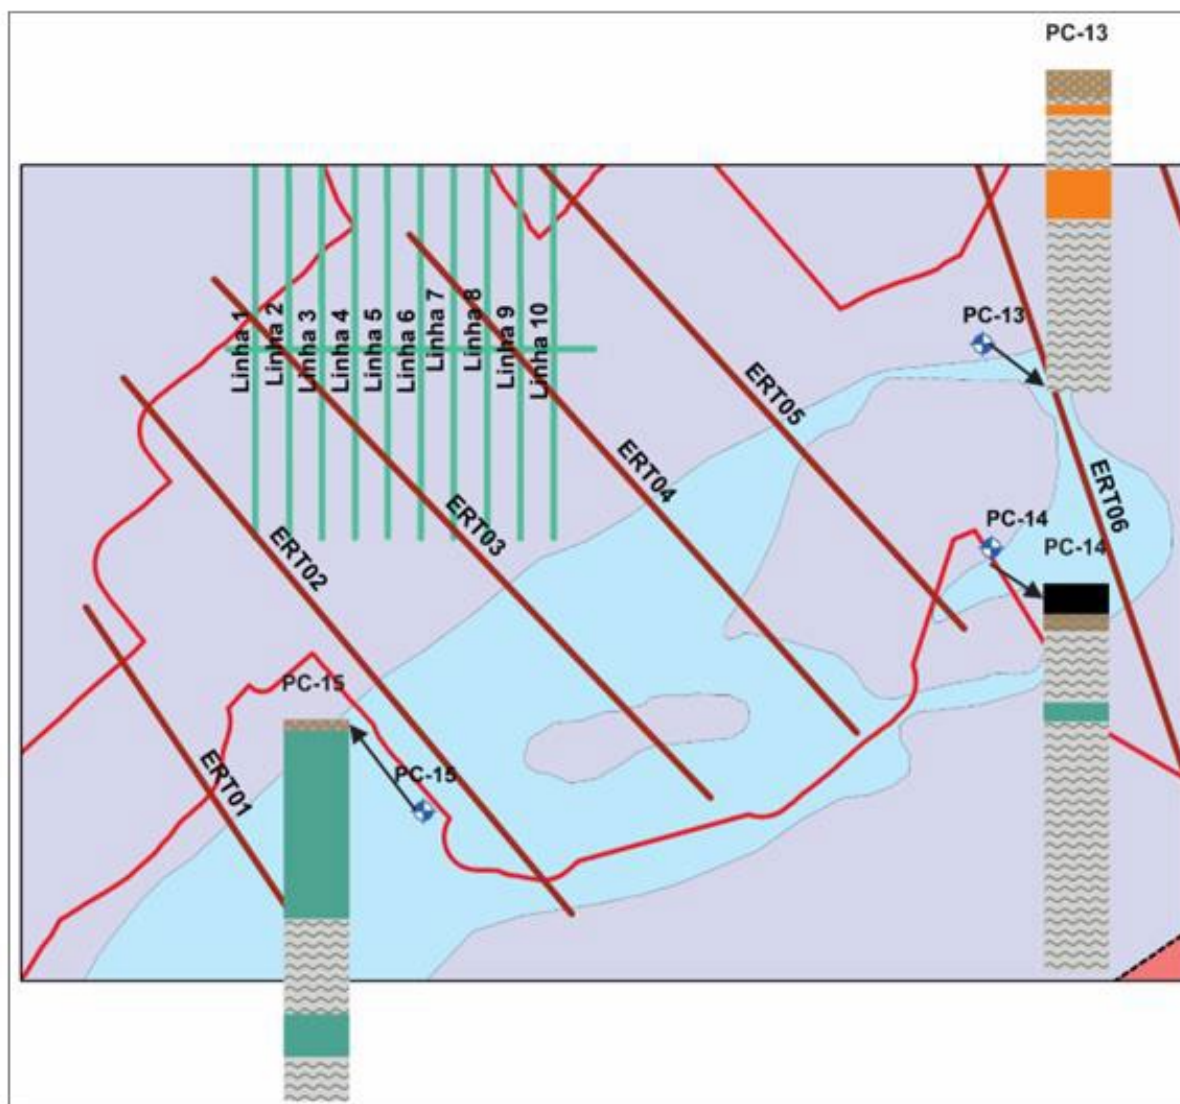 PC-13
Linha 1
Linha 2
Linha 3
Linha 4
Linha 5
Linha 6
Linha 7
Linha 8
Linha 9
Linha 10
PC-13
ERT05
ERT04
ERT06
ERT03
PC-14
PC-14
ERT02
PC-15
PC-15
ERT01